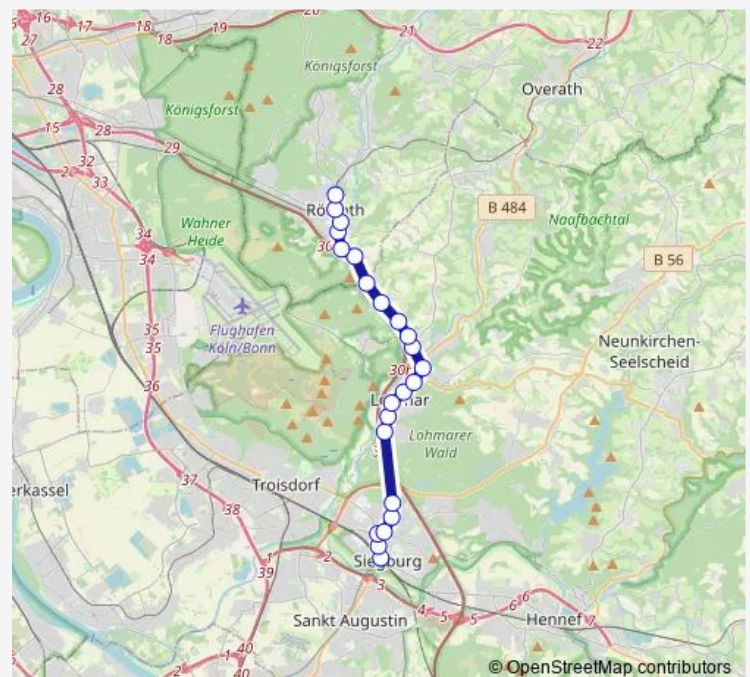 16
17
18
19
20
18
27
21
22
Königsforst
Overath
28
Königsforst
15
28
29
32
2
33
B 484
Naafbachtal
34
Wahner
Heide
30
B 56
34
35
Flughafen
Köln/Bonn
35
Neunkirchen-
Seelscheid
36
30
Lohmarer
Wald
37
Troisdorf
erkassel
38
1
2
39
Siegburg
3
4
5
5
6
6
7
Sankt Augustin
Hennef
40
1
2
40
© OpenStreetMap contributors